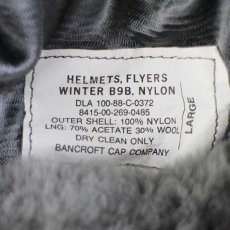 HELMETS, FLYERS
WINTER B9B, NYLON
DLA 100-88-C-0372
8415-00-269-0485
OUTER SHELL: 100% NYLON
LNG: 70% ACETATE 30% WOOL
DRY CLEAN ONLY
BANCROFT CAP COMPANY
LARGE